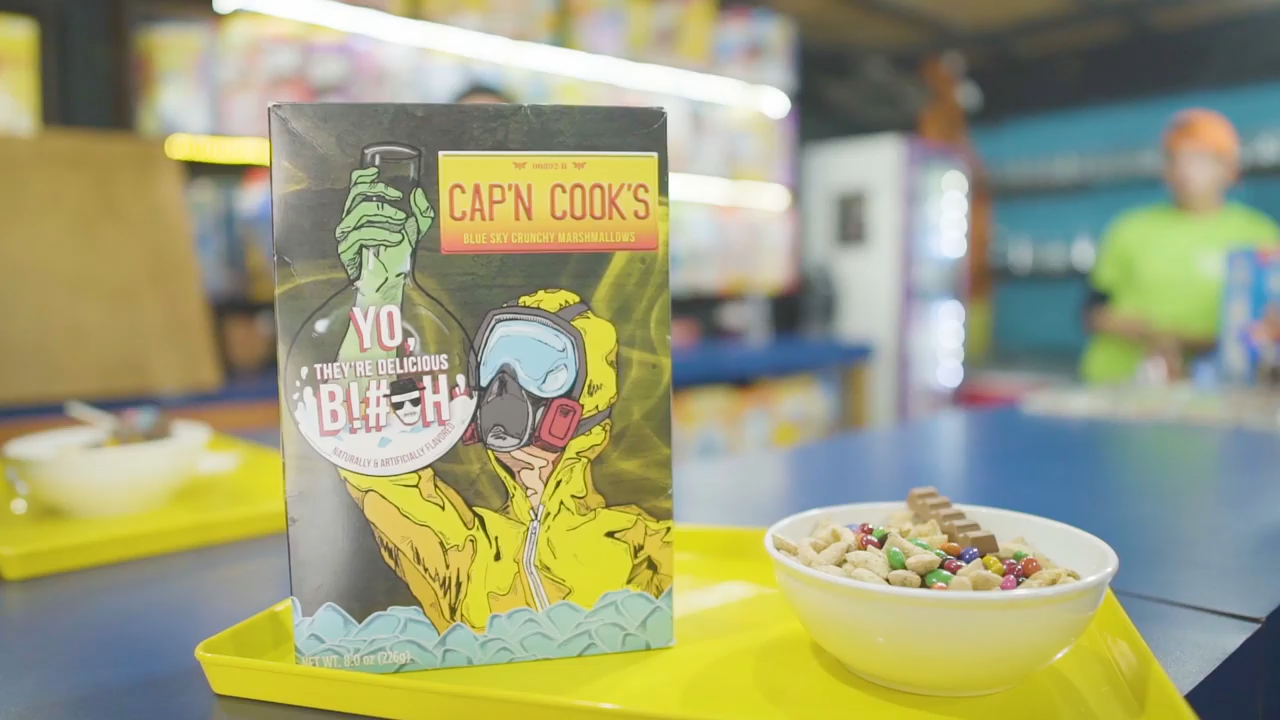 CAP'N COOK'S
BLUE SKY CRUNCHY MARSHMALLOWS
YO,
THEY'RE DELICIOUS
B!# H
NATURALLY & ARTIFICIALLY FLAVORED
NET WT. 8.0 oz (226g)